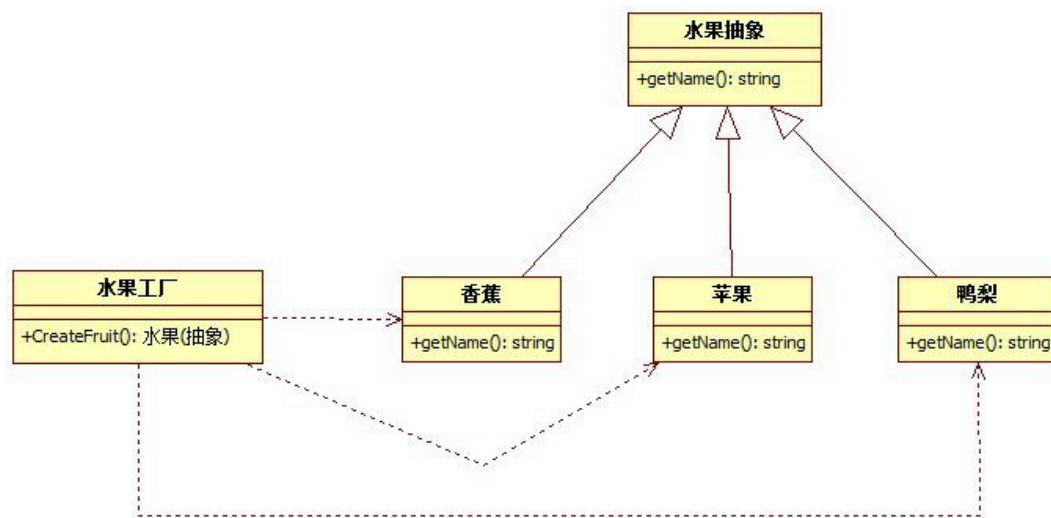 水果抽象
+getName(): string
水果工厂
+CreateFruit(): 水果(抽象)
香蕉
+getName(): string
苹果
+getName(): string
鸭梨
+getName(): string